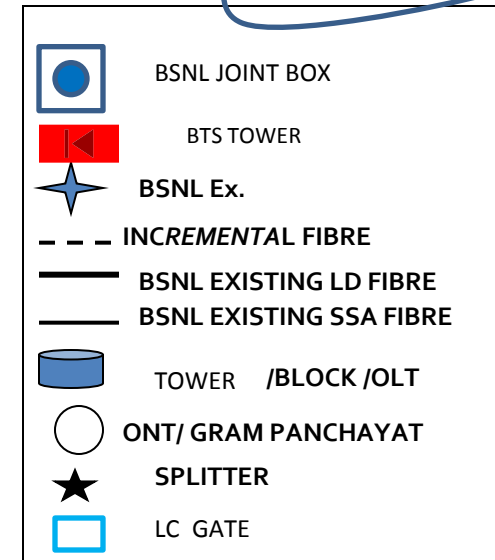 BSNL JOINT BOX
BTS TOWER
BSNL Ex.
INCREMENTAL FIBRE
BSNL EXISTING LD FIBRE
BSNL EXISTING SSA FIBRE
TOWER /BLOCK /OLT
ONT/ GRAM PANCHAYAT
SPLITTER
LC GATE